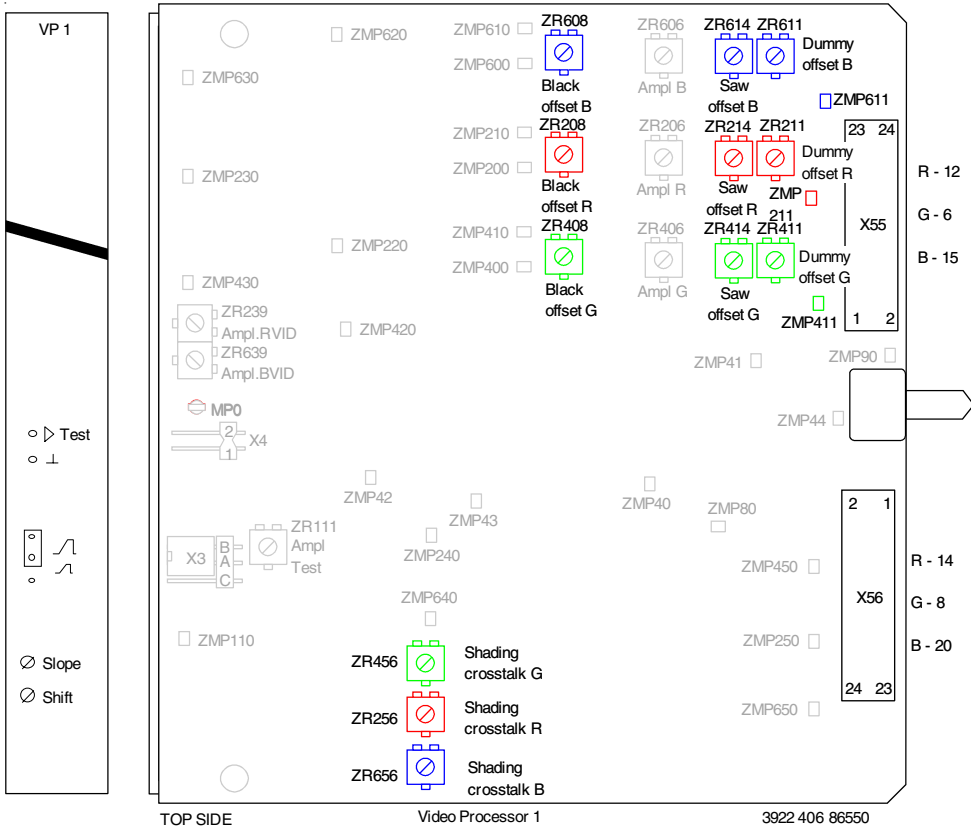 VP 1
Test
Slope
Shift
ZMP620
ZMP630
ZMP610
ZMP600
ZR608
Black
offset B
ZR606
Ampl B
ZR614 ZR611
Dummy
offset B
Saw
offset B
ZMP611
ZMP210
ZMP200
ZR208
Black
offset R
ZR206
Ampl R
ZR214 ZR211
Dummy
offset R
Saw
offset R
ZMP
211
23 24
X55
1 2
R - 12
G - 6
B - 15
ZMP230
ZMP220
ZMP410
ZMP400
ZR408
Black
offset G
ZR406
Ampl G
ZR414 ZR411
Dummy
offset G
Saw
offset G
ZMP411
ZMP430
ZR239
Ampl.RVID
ZR639
Ampl.BVID
ZMP420
ZMP41
ZMP90
MP0
2
X4
1
ZMP44
ZMP42
ZMP43
ZMP40
ZMP80
ZR111
Ampl
Test
X3
B
A
C
ZMP240
ZMP450
2 1
X56
24 23
R - 14
G - 8
B - 20
ZMP640
ZMP110
ZMP250
ZMP650
ZR456
Shading
crosstalk G
ZR256
Shading
crosstalk R
ZR656
Shading
crosstalk B
TOP SIDE
Video Processor 1
3922 406 86550